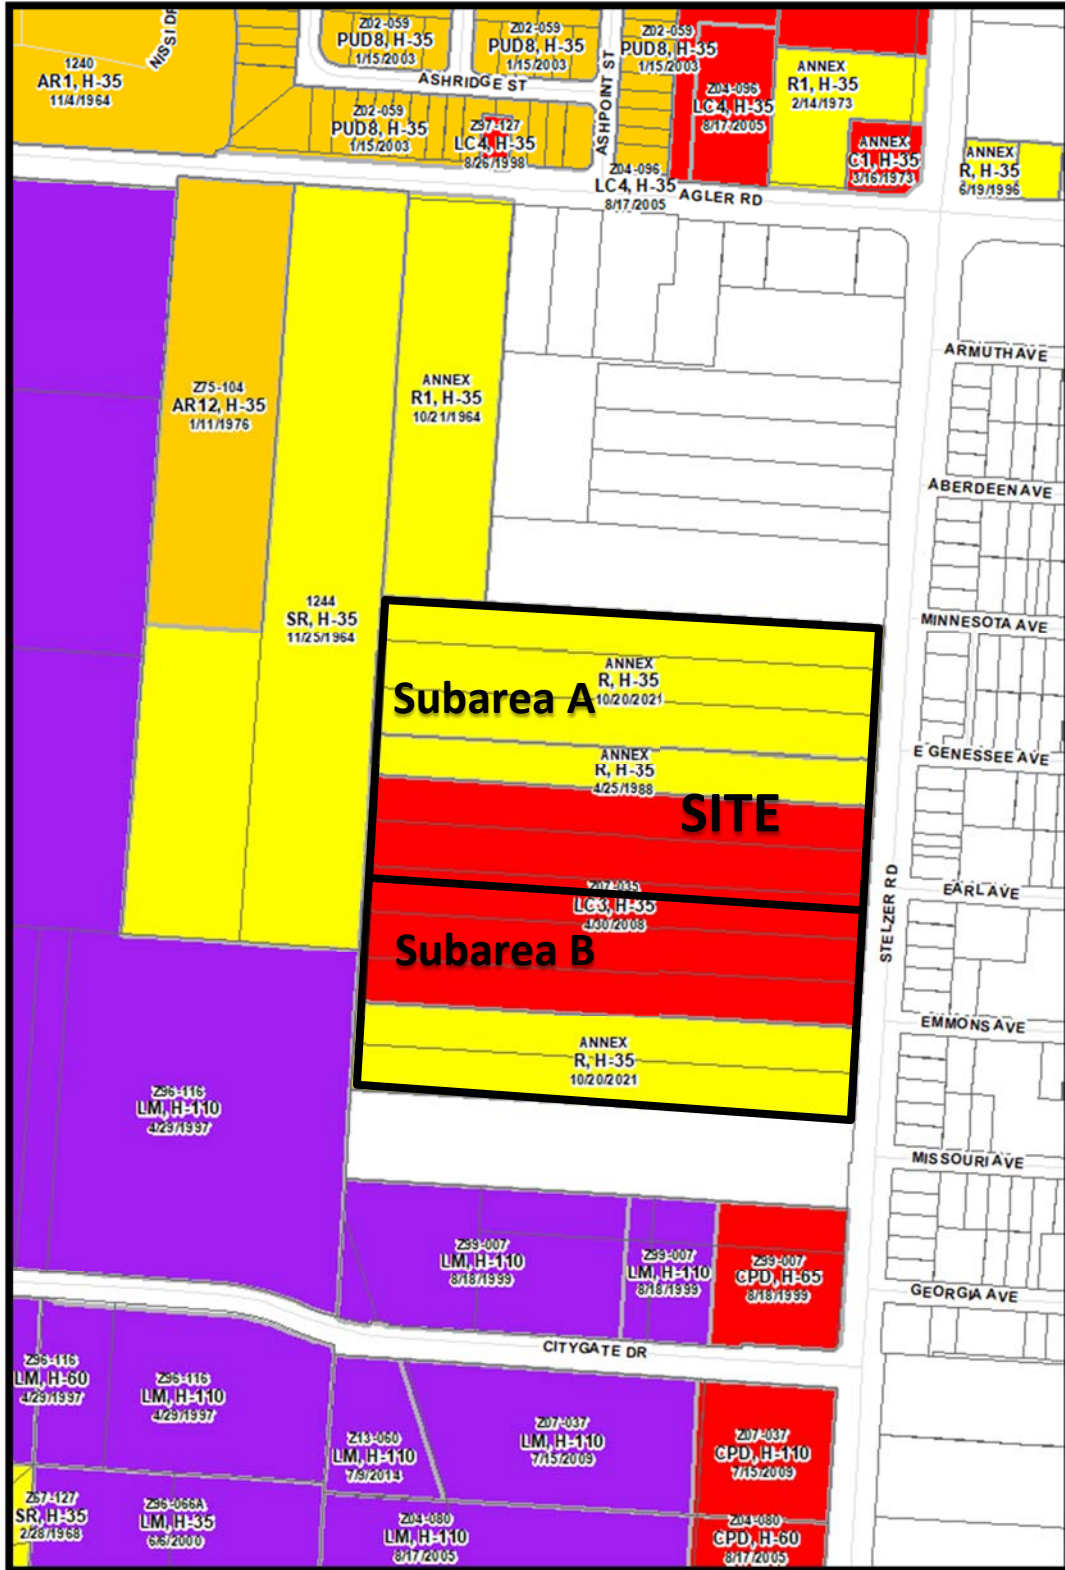 NISSI DR
1240
AR1, H-35
11/4/1964
Z02-059
PUD8, H-35
1/15/2003
Z02-059
PUD8, H-35
1/15/2003
Z02-059
PUD8, H-35
1/15/2003
ASHRIDGE ST
ASHPOINT ST
Z02-059
PUD8, H-35
1/15/2003
Z97-127
LC4, H-35
8/26/1998
Z04-096
LC4, H-35
8/17/2005
Z04-096
LC4, H-35
8/17/2005
ANNEX
R1, H-35
2/14/1973
ANNEX
C1, H-35
3/16/1973
ANNEX
R, H-35
6/19/1996
AGLER RD
ARMUTH AVE
Z75-104
AR12, H-35
1/11/1976
ANNEX
R1, H-35
10/21/1964
ABERDEEN AVE
1244
SR, H-35
11/25/1964
MINNESOTA AVE
ANNEX
R, H-35
10/20/2021
Subarea A
ANNEX
R, H-35
4/25/1988
E GENESSEE AVE
SITE
Z07-035
LC3, H-35
4/30/2008
EARL AVE
STELZER RD
Subarea B
EMMONS AVE
ANNEX
R, H-35
10/20/2021
Z96-116
LM, H-110
4/29/1997
MISSOURI AVE
Z99-007
LM, H-110
8/18/1999
Z99-007
LM, H-110
8/18/1999
Z99-007
CPD, H-65
8/18/1999
GEORGIA AVE
CITYGATE DR
Z96-116
LM, H-60
4/29/1997
Z96-116
LM, H-110
4/29/1997
Z13-060
LM, H-110
7/9/2014
Z07-037
LM, H-110
7/15/2009
Z07-037
CPD, H-110
7/15/2009
Z67-127
SR, H-35
2/28/1968
Z96-066A
LM, H-35
6/6/2000
Z04-080
LM, H-110
8/17/2005
Z04-080
CPD, H-60
8/17/2005